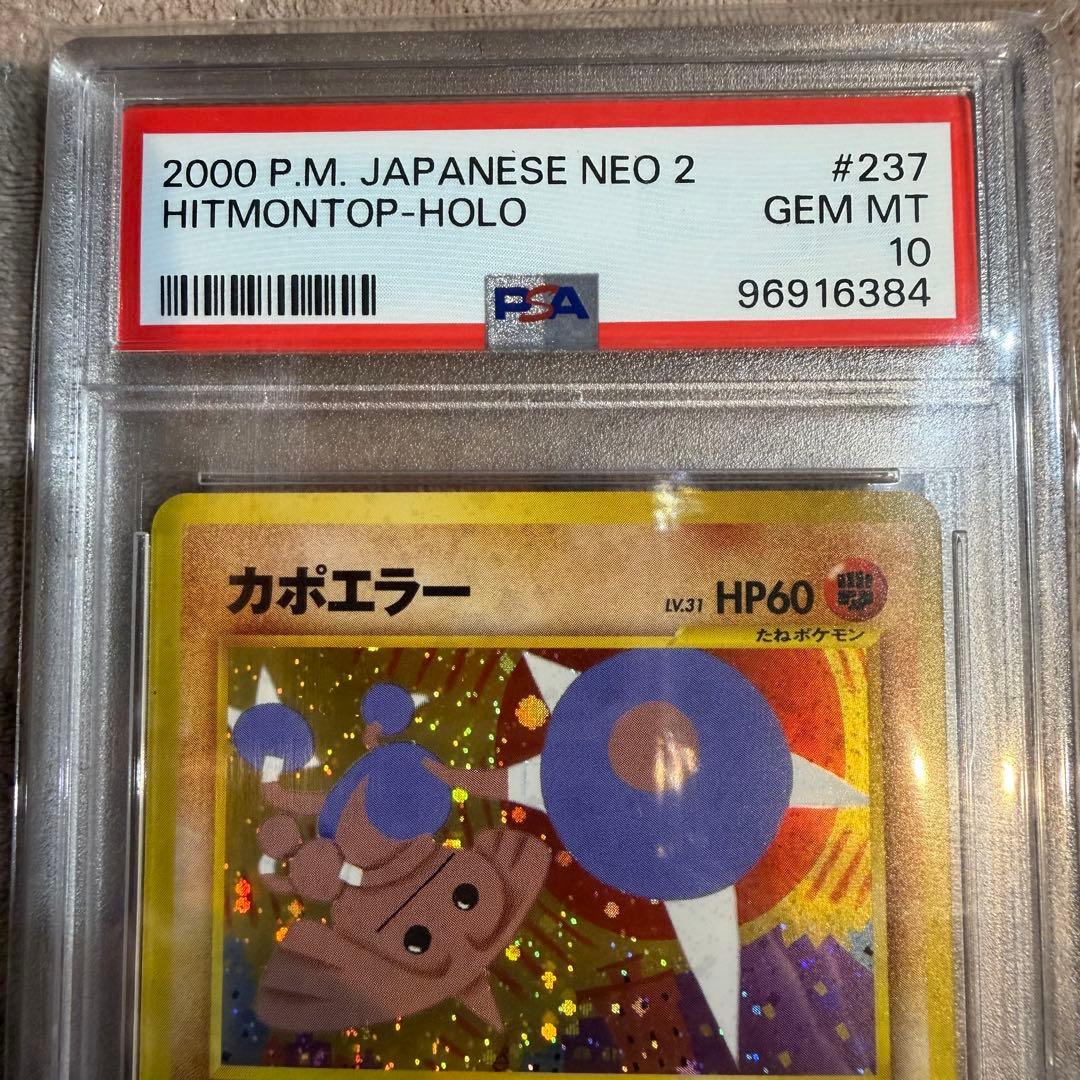 2000 P.M. JAPANESE NEO 2 #237
HITMONTOP-HOLO GEM MT
10
96916384
PSA
カポエラー LV.31 HP60
たねポケモン